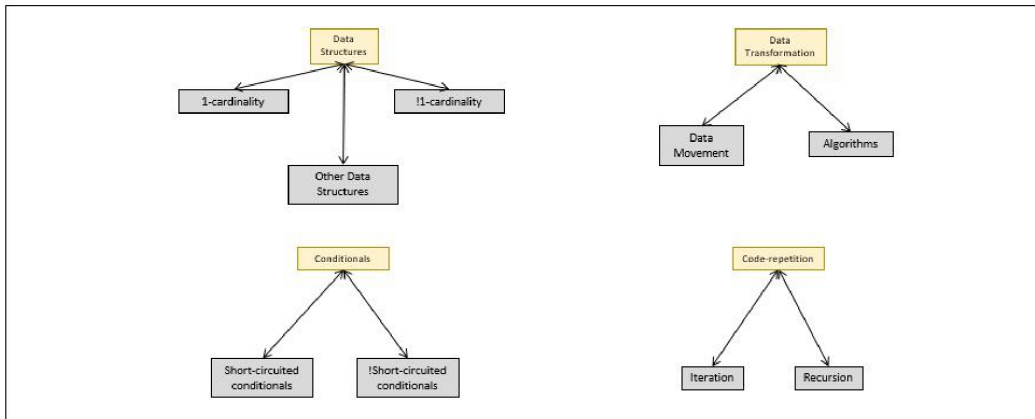 Data
Structures
Data
Transformation
1-cardinality
!1-cardinality
Data
Movement
Algorithms
Other Data
Structures
Conditionals
Code-repetition
Short-circuited
conditionals
!Short-circuited
conditionals
Iteration
Recursion